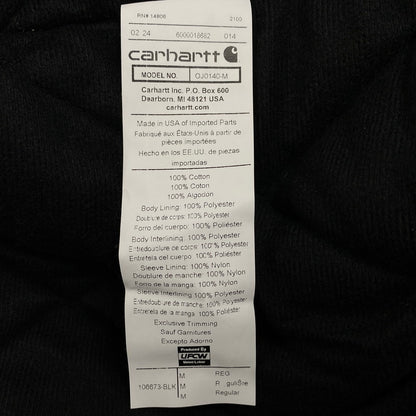 RN# 14806 2100
02 24 6000018682 014
carhartt
MODEL NO. OJ0140-M
Carhartt Inc. P.O. Box 600
Dearborn, MI 48121 USA
carhartt.com
Made in USA of Imported Parts
Fabriqué aux États-Unis à partir de
pièces importées
Hecho en los EE.UU. de piezas
importadas
100% Cotton
100% Coton
100% Algodon
Body Lining: 100% Polyester
Doublure de corps: 100% Polyester
Forro del cuerpo: 100% Poliéster
Body Interlining: 100% Polyester
Entredoublure de corps: 100% Polyester
Entretela del cuerpo: 100% Poliéster
Sleeve Lining: 100% Nylon
Doublure de manche: 100% Nylon
Forro de la manga: 100% Nylon
Sleeve Interlining 100% Polyester
Entredoublure de manche: 100% Polyester
Entretela de la manga: 100% Poliéster
Exclusive Trimming
Sauf Garnitures
Excepto Adorno
Produced By
UFCW
106673-BLK
M REG
M R guli9re
M Regular